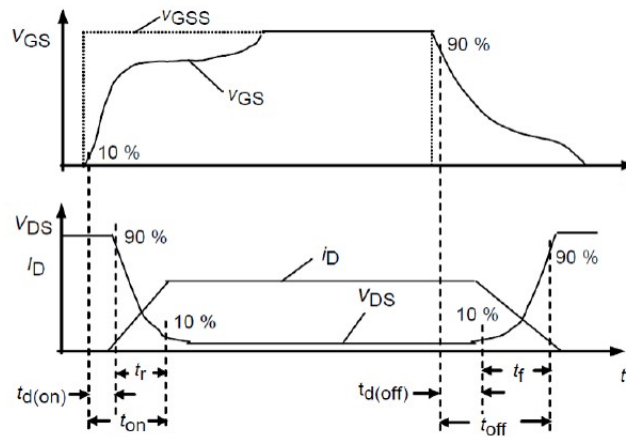 vGSS
VGS
90 %
vGS
10 %
VDS
90 %
iD
ID
VDS
90 %
10 %
10 %
tr
tf
t
td(on)
td(off)
ton
toff